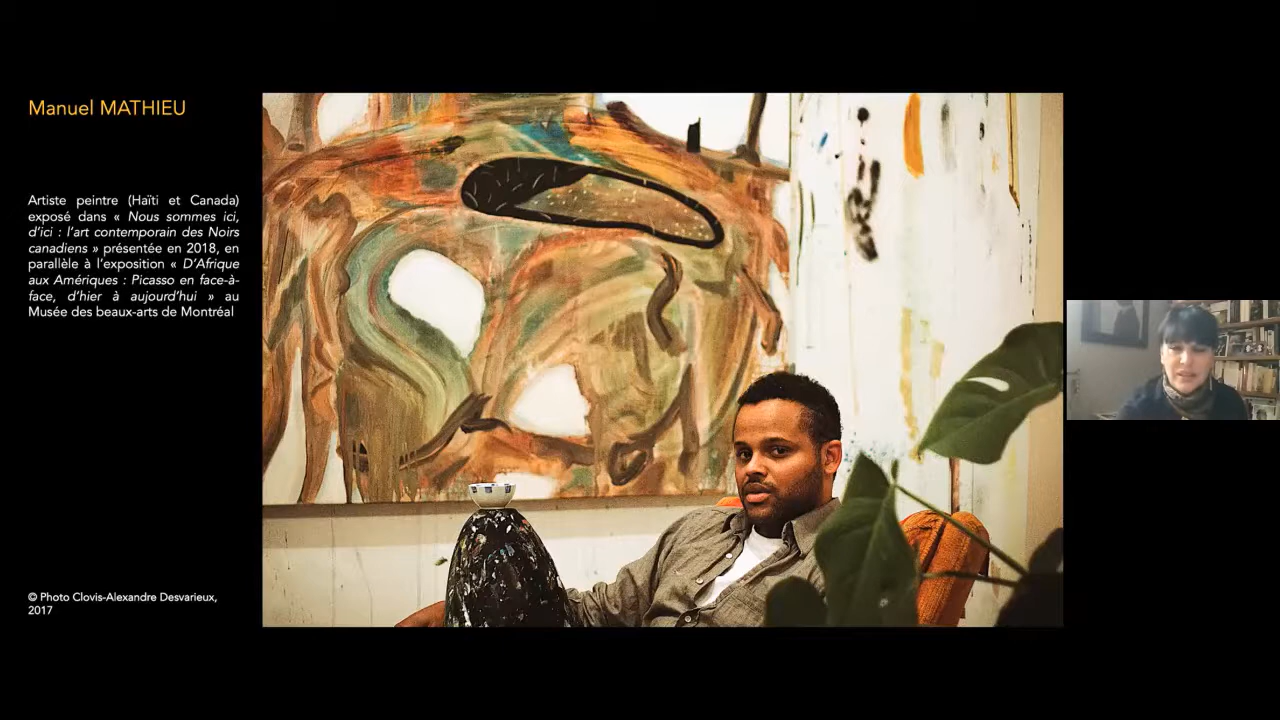 Manuel MATHIEU
Artiste peintre (Haïti et Canada)
exposé dans « Nous sommes ici,
d’ici : l’art contemporain des Noirs
canadiens » présentée en 2018, en
parallèle à l’exposition « D’Afrique
aux Amériques : Picasso en face-à-
face, d’hier à aujourd’hui » au
Musée des beaux-arts de Montréal
© Photo Clovis-Alexandre Desvarieux,
2017